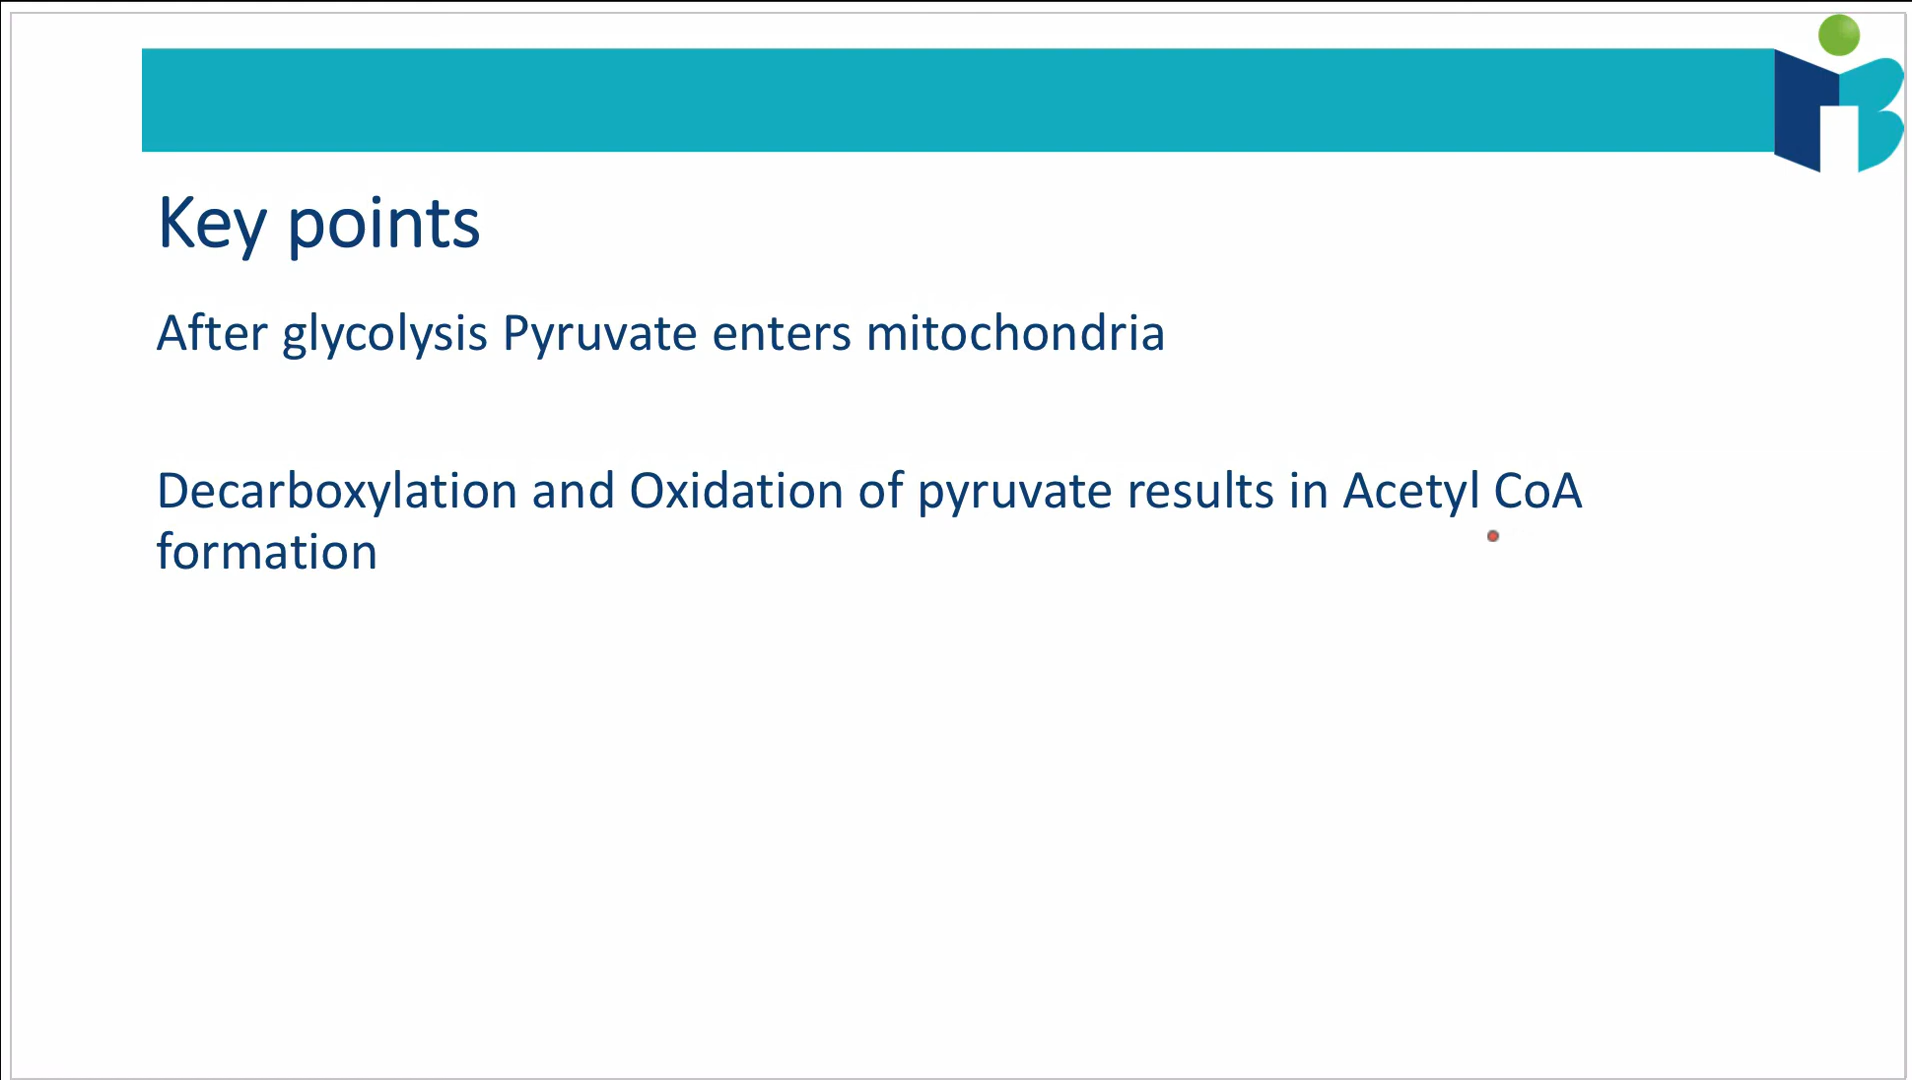 Key points
After glycolysis Pyruvate enters mitochondria
Decarboxylation and Oxidation of pyruvate results in Acetyl CoA
formation